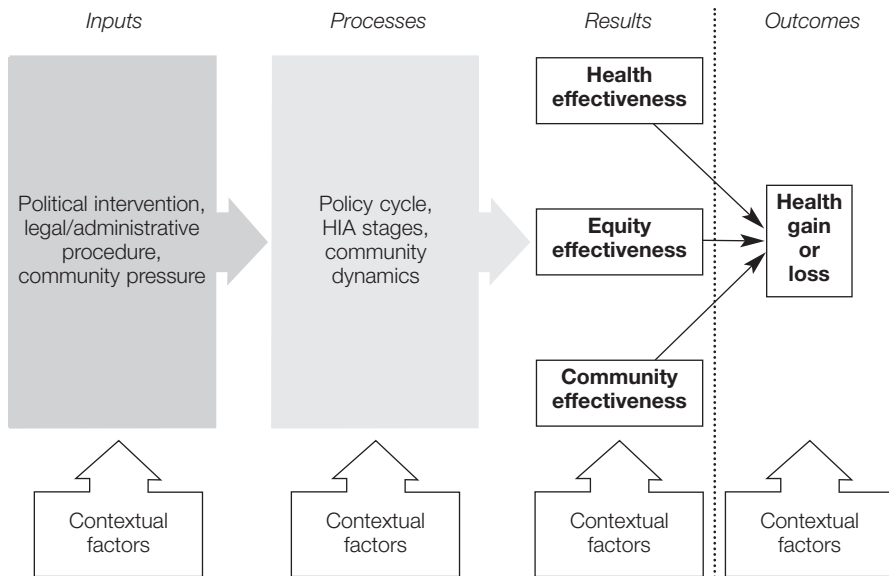 Inputs
Processes
Results
Outcomes
Political intervention,
legal/administrative
procedure,
community pressure
Policy cycle,
HIA stages,
community
dynamics
Health
effectiveness
Equity
effectiveness
Community
effectiveness
Health
gain
or
loss
Contextual
factors
Contextual
factors
Contextual
factors
Contextual
factors